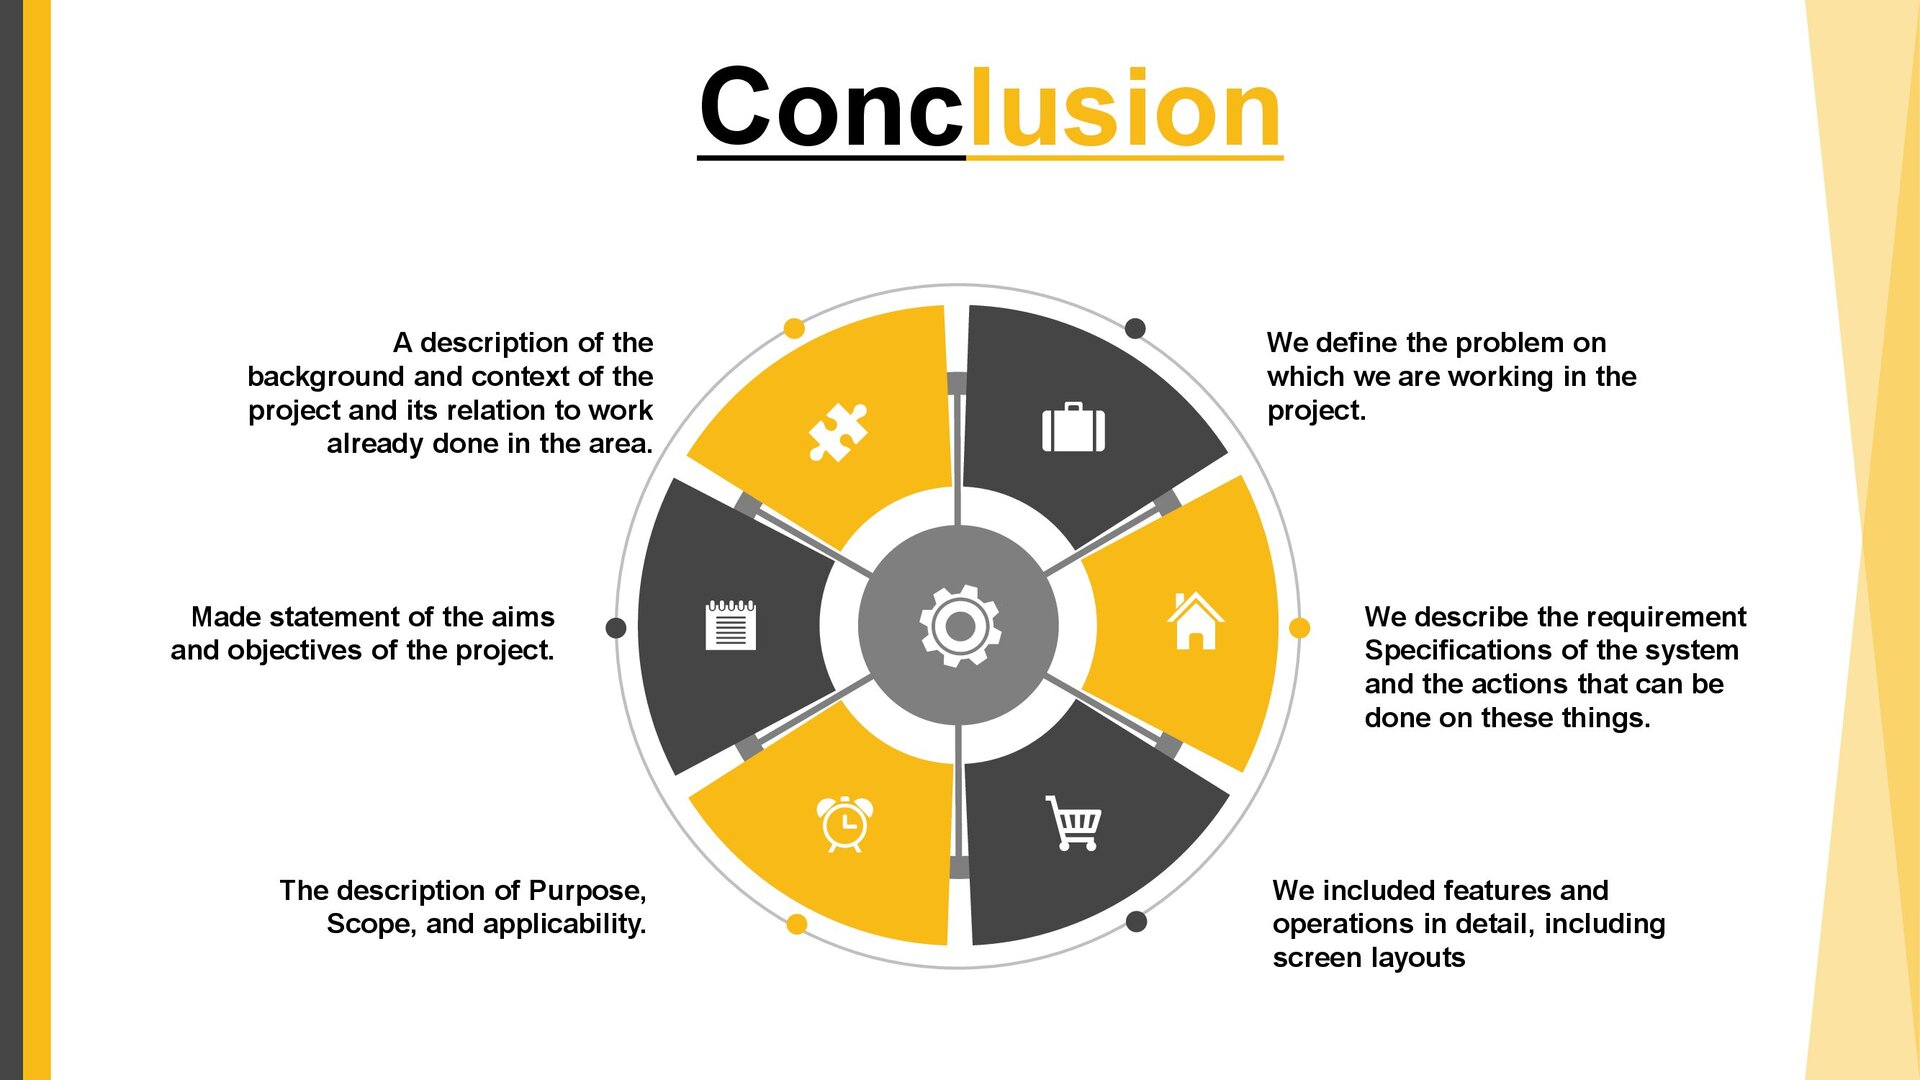 Conclusion
A description of the
background and context of the
project and its relation to work
already done in the area.
We define the problem on
which we are working in the
project.
Made statement of the aims
and objectives of the project.
We describe the requirement
Specifications of the system
and the actions that can be
done on these things.
The description of Purpose,
Scope, and applicability.
We included features and
operations in detail, including
screen layouts